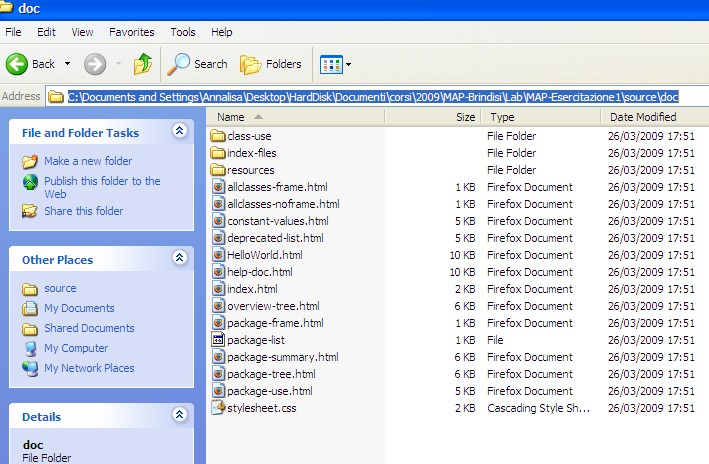 doc
File Edit View Favorites Tools Help
Back Search Folders
Address C:\Documents and Settings\Annalisa\Desktop\HardDisk\Documenti\corsi\2009\MAP-Brindisi\Lab\MAP-Esercitazione1\source\doc
File and Folder Tasks
Make a new folder
Publish this folder to the
Web
Share this folder
Other Places
source
My Documents
Shared Documents
My Computer
My Network Places
Details
doc
File Folder
Name Size Type Date Modified
class-use File Folder 26/03/2009 17:51
index-files File Folder 26/03/2009 17:51
resources File Folder 26/03/2009 17:51
allclasses-frame.html 1 KB Firefox Document 26/03/2009 17:51
allclasses-noframe.html 1 KB Firefox Document 26/03/2009 17:51
constant-values.html 5 KB Firefox Document 26/03/2009 17:51
deprecated-list.html 5 KB Firefox Document 26/03/2009 17:51
HelloWorld.html 10 KB Firefox Document 26/03/2009 17:51
help-doc.html 10 KB Firefox Document 26/03/2009 17:51
index.html 2 KB Firefox Document 26/03/2009 17:51
overview-tree.html 6 KB Firefox Document 26/03/2009 17:51
package-frame.html 1 KB Firefox Document 26/03/2009 17:51
package-list 1 KB File 26/03/2009 17:51
package-summary.html 6 KB Firefox Document 26/03/2009 17:51
package-tree.html 6 KB Firefox Document 26/03/2009 17:51
package-use.html 5 KB Firefox Document 26/03/2009 17:51
stylesheet.css 2 KB Cascading Style Sh... 26/03/2009 17:51